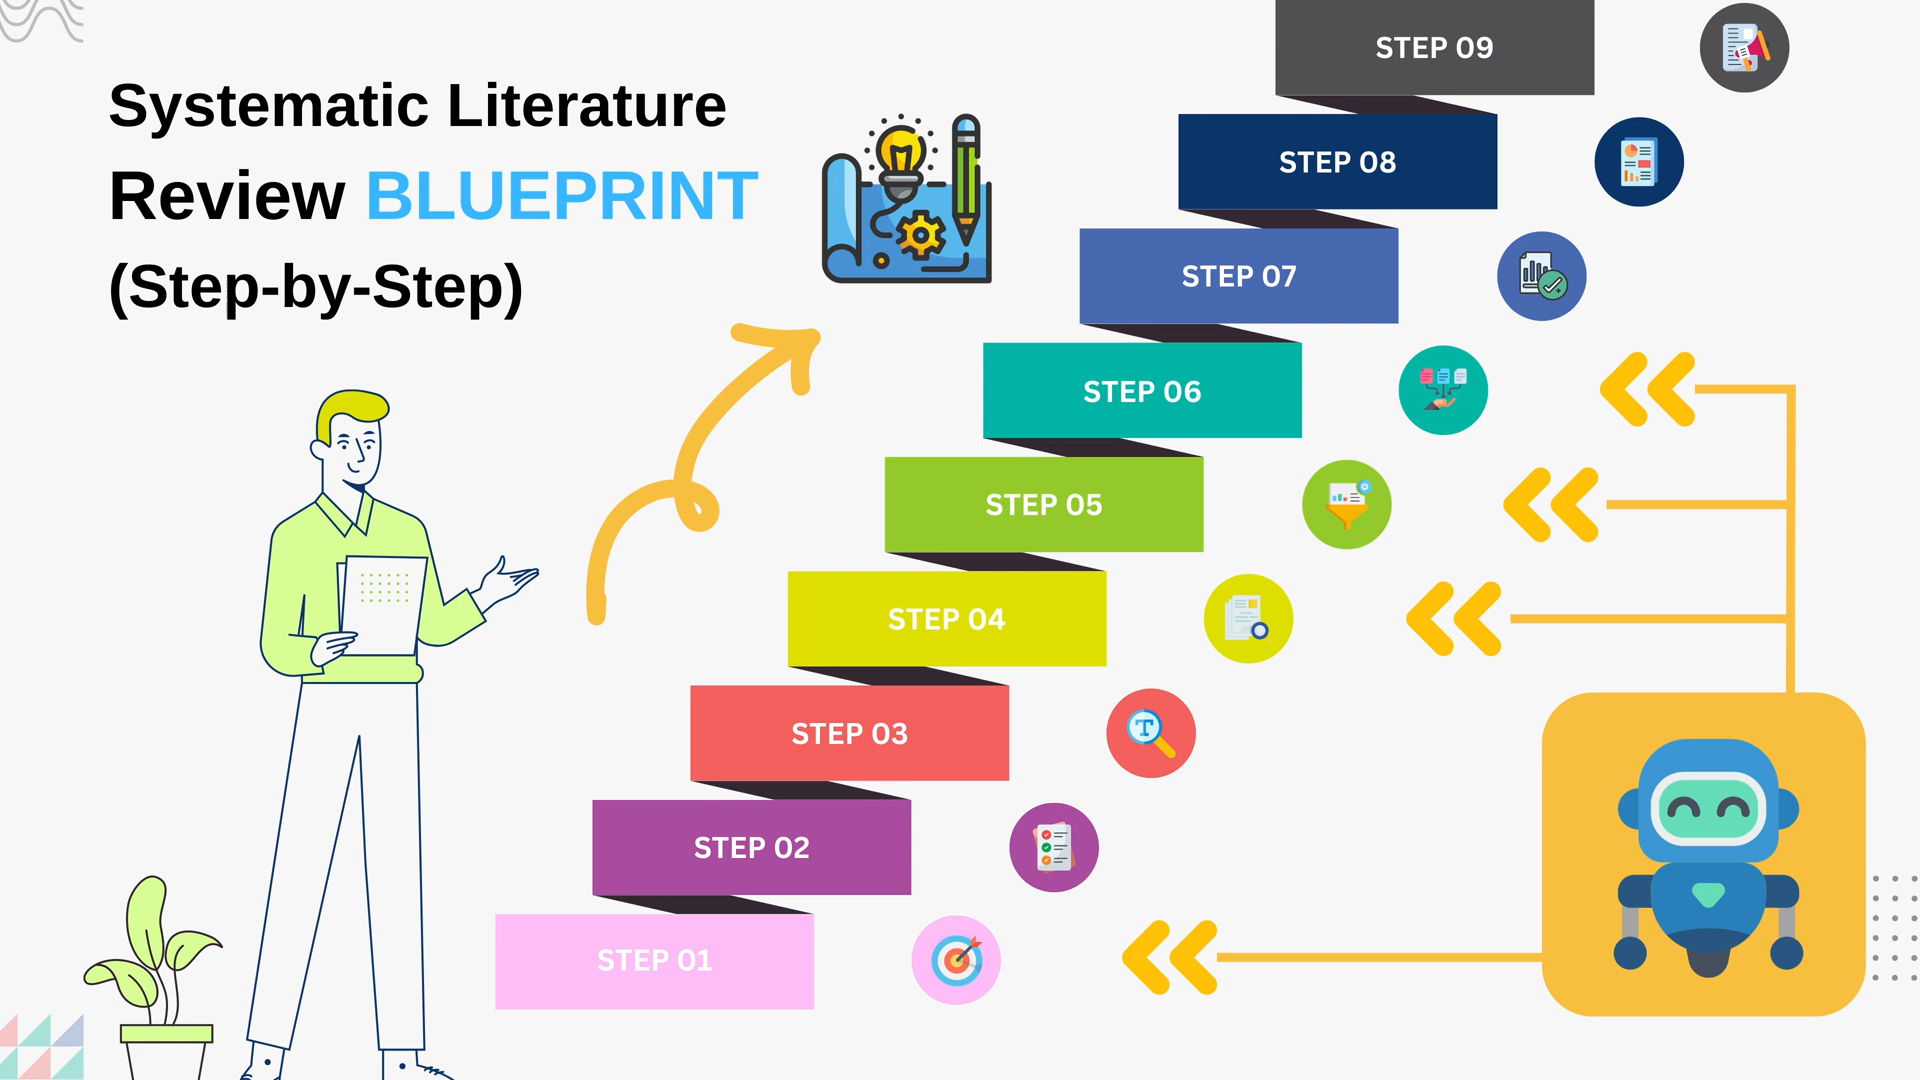 Systematic Literature
Review BLUEPRINT
(Step-by-Step)
STEP 09
STEP 08
STEP 07
STEP 06
STEP 05
STEP 04
STEP 03
T
STEP 02
STEP 01